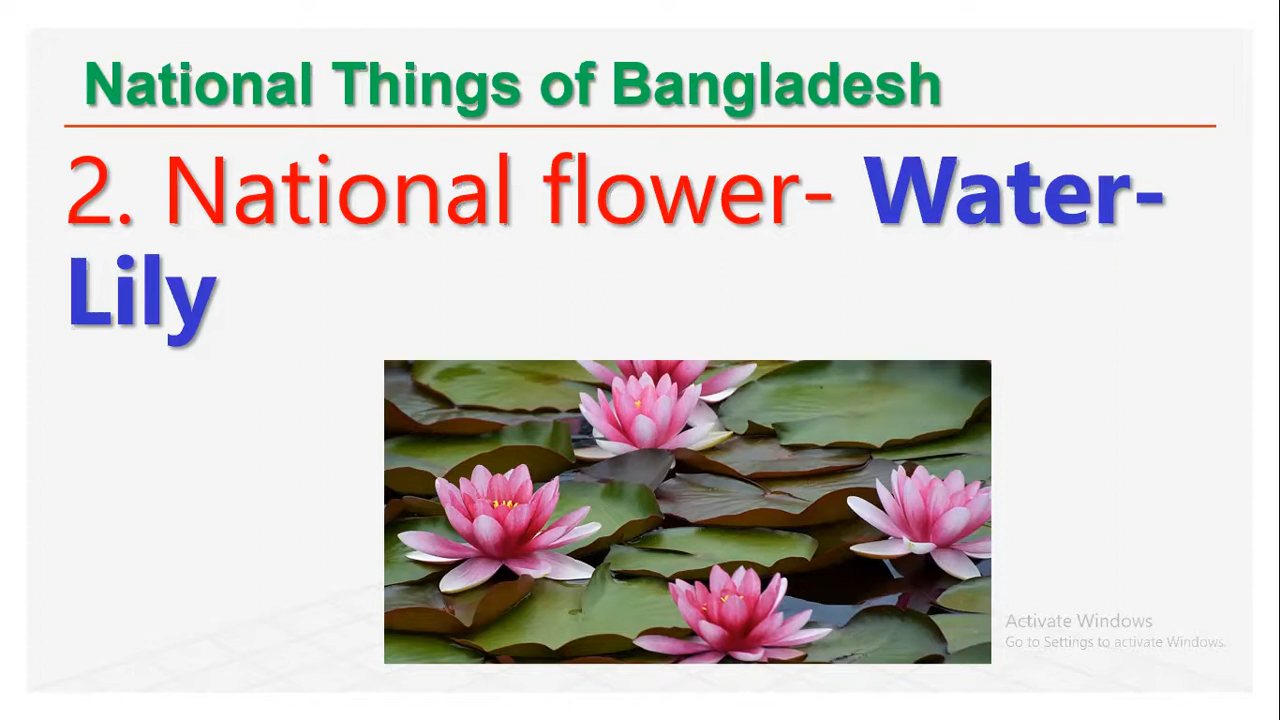 National Things of Bangladesh
2. National flower- Water-
Lily
Activate Windows
Go to Settings to activate Windows.